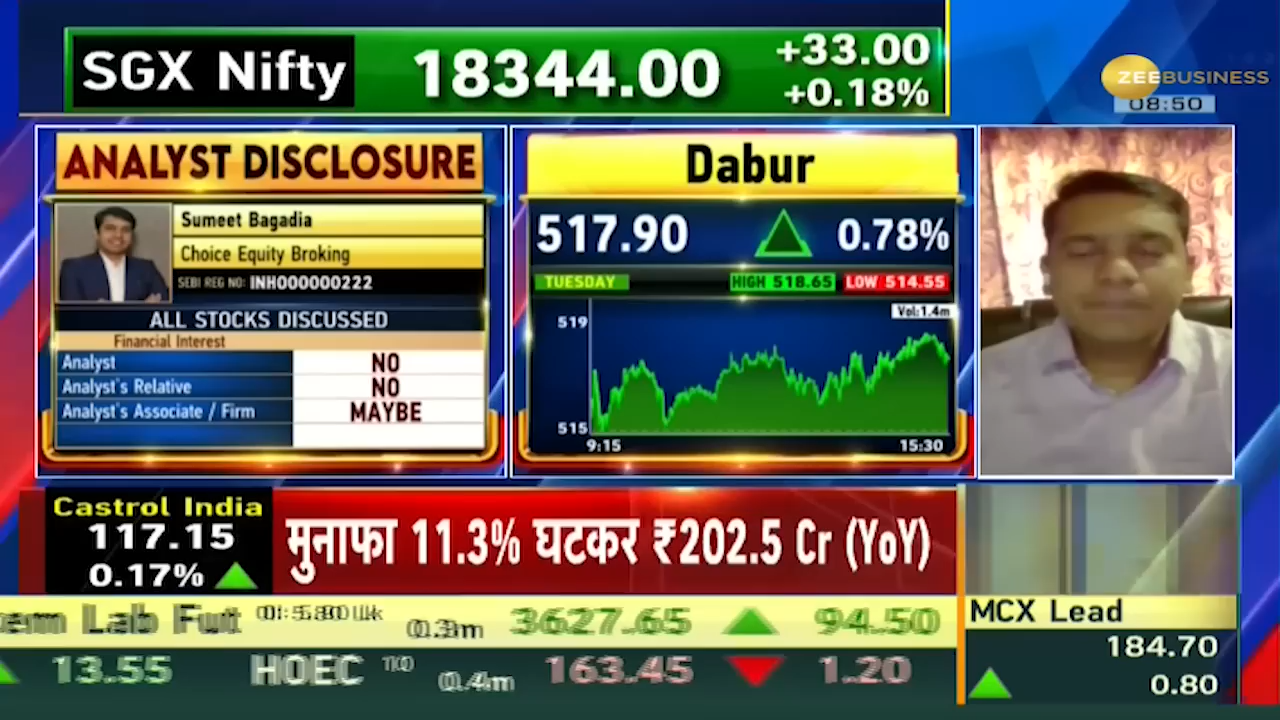 SGX Nifty
18344.00
+33.00
+0.18%
ZEEBUSINESS
08:50
ANALYST DISCLOSURE
Sumeet Bagadia
Choice Equity Broking
SEBI REG NO: INH000000222
ALL STOCKS DISCUSSED
Financial Interest
Analyst NO
Analyst's Relative NO
Analyst's Associate / Firm MAYBE
Dabur
517.90 0.78%
TUESDAY HIGH 518.65 LOW 514.55
Vol:1.4m
519
515
9:15 15:30
Castrol India
117.15
0.17%
मुनाफा 11.3% घटकर ₹202.5 Cr (YoY)
Lab Fut 3627.65 94.50
13.55 HOEC 0.4m 163.45 1.20
MCX Lead
184.70
0.80